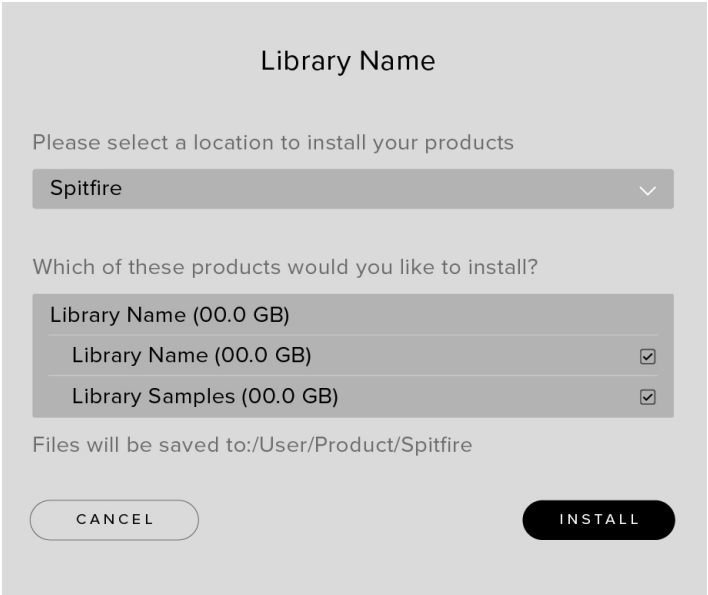 Library Name
Please select a location to install your products
Spitfire
Which of these products would you like to install?
Library Name (00.0 GB)
Library Name (00.0 GB)
Library Samples (00.0 GB)
Files will be saved to:/User/Product/Spitfire
CANCEL
INSTALL